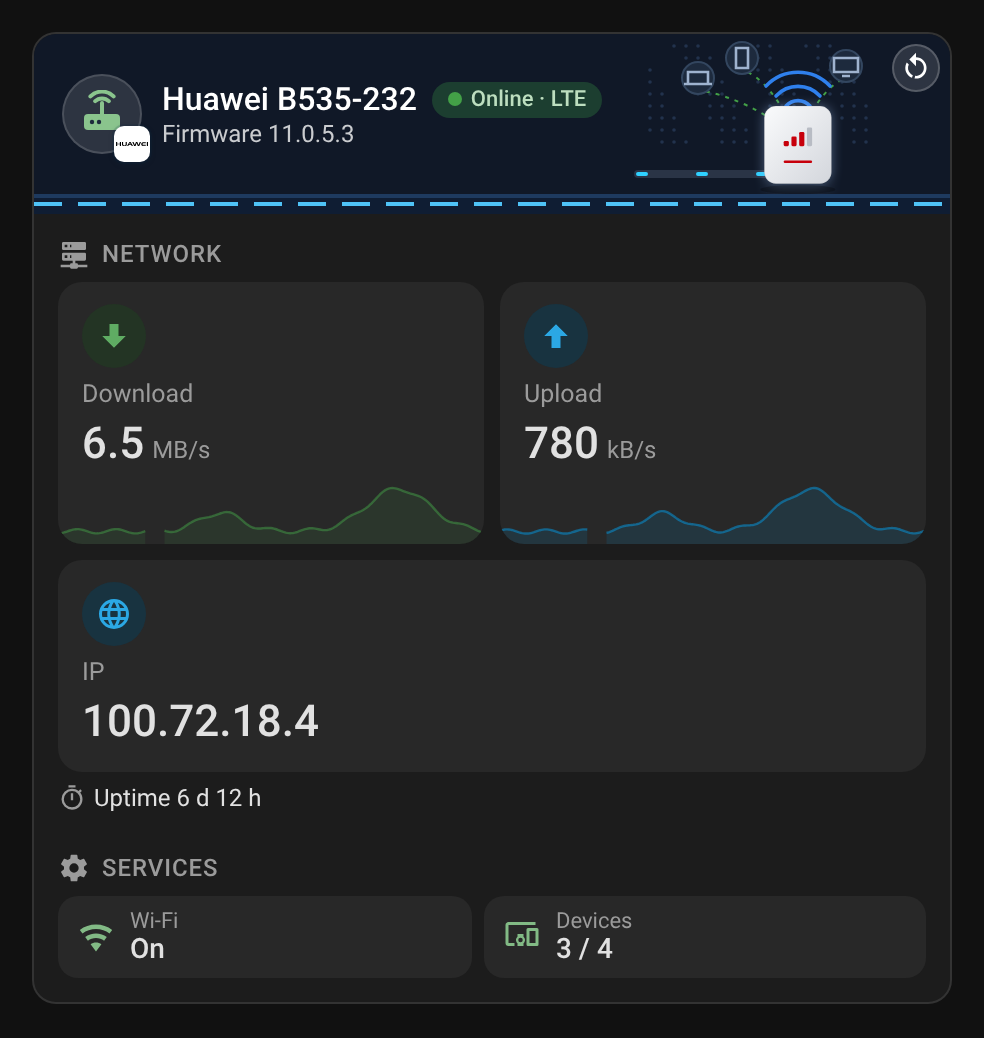 Huawei B535-232
Online · LTE
Firmware 11.0.5.3
HUAWEI
NETWORK
Download
6.5 MB/s
Upload
780 kB/s
IP
100.72.18.4
Uptime 6 d 12 h
SERVICES
Wi-Fi
On
Devices
3 / 4